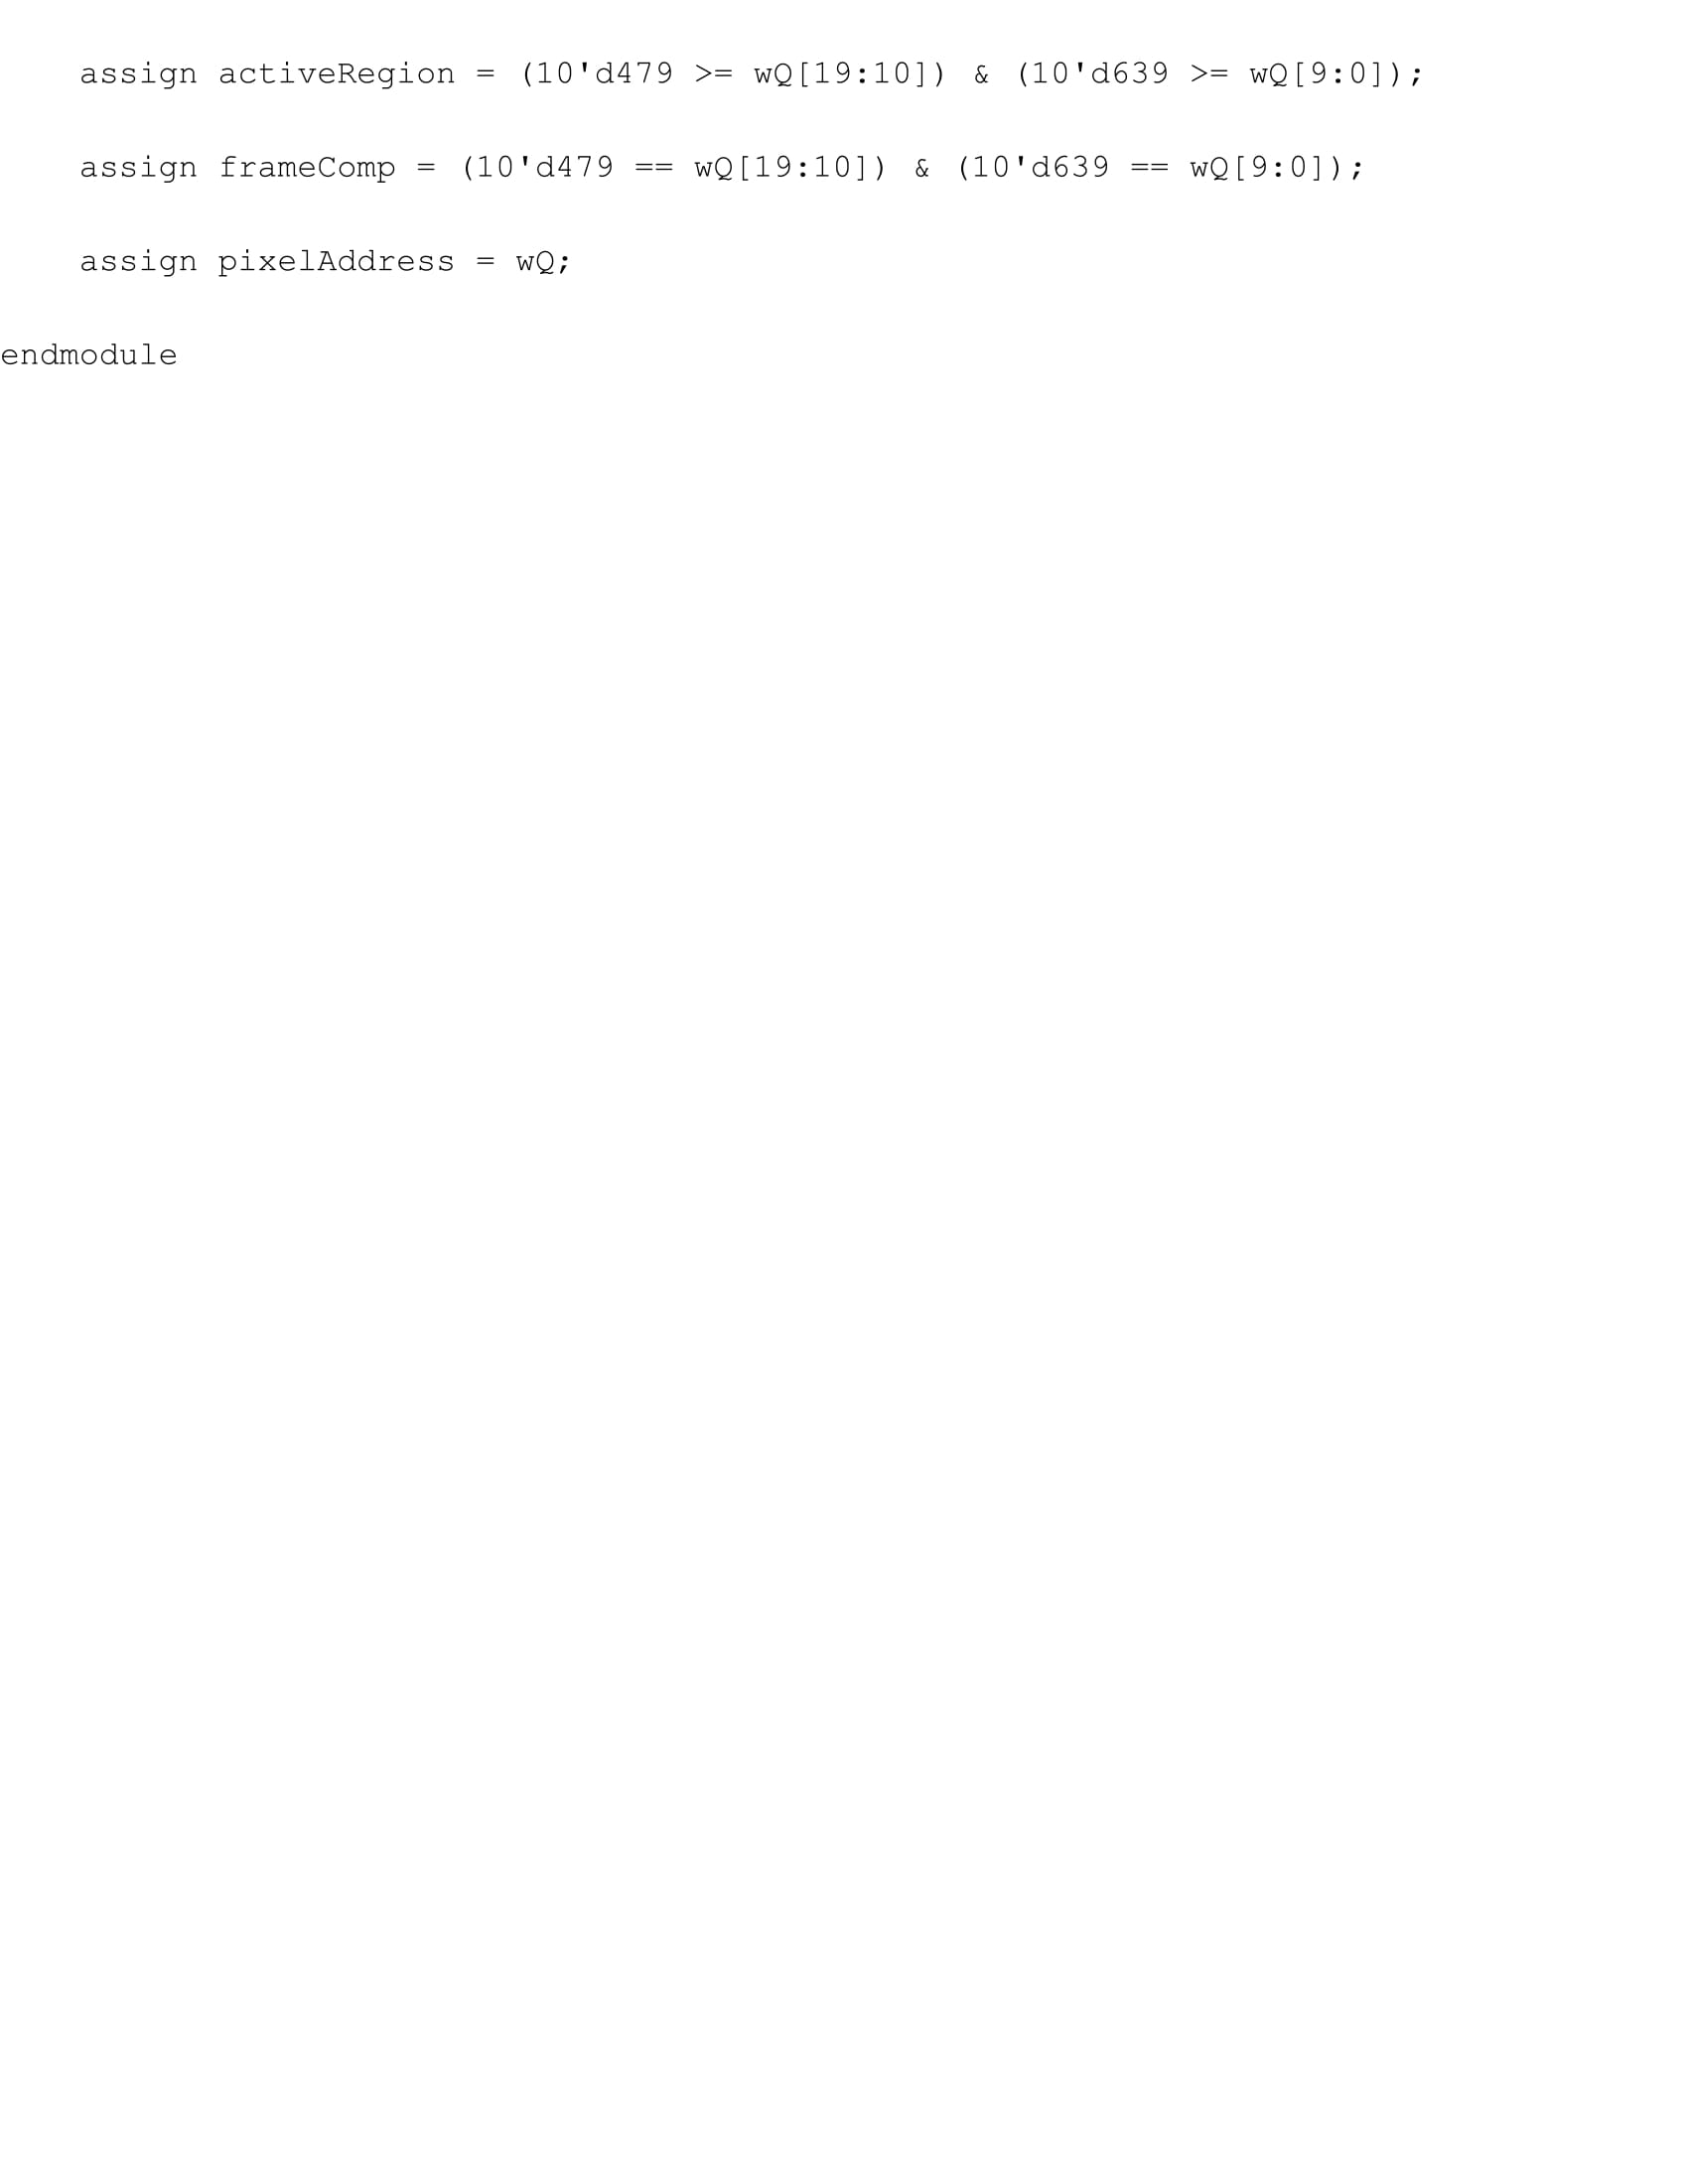 assign activeRegion = (10'd479 >= wQ[19:10]) & (10'd639 >= wQ[9:0]);
assign frameComp = (10'd479 == wQ[19:10]) & (10'd639 == wQ[9:0]);
assign pixelAddress = wQ;
endmodule